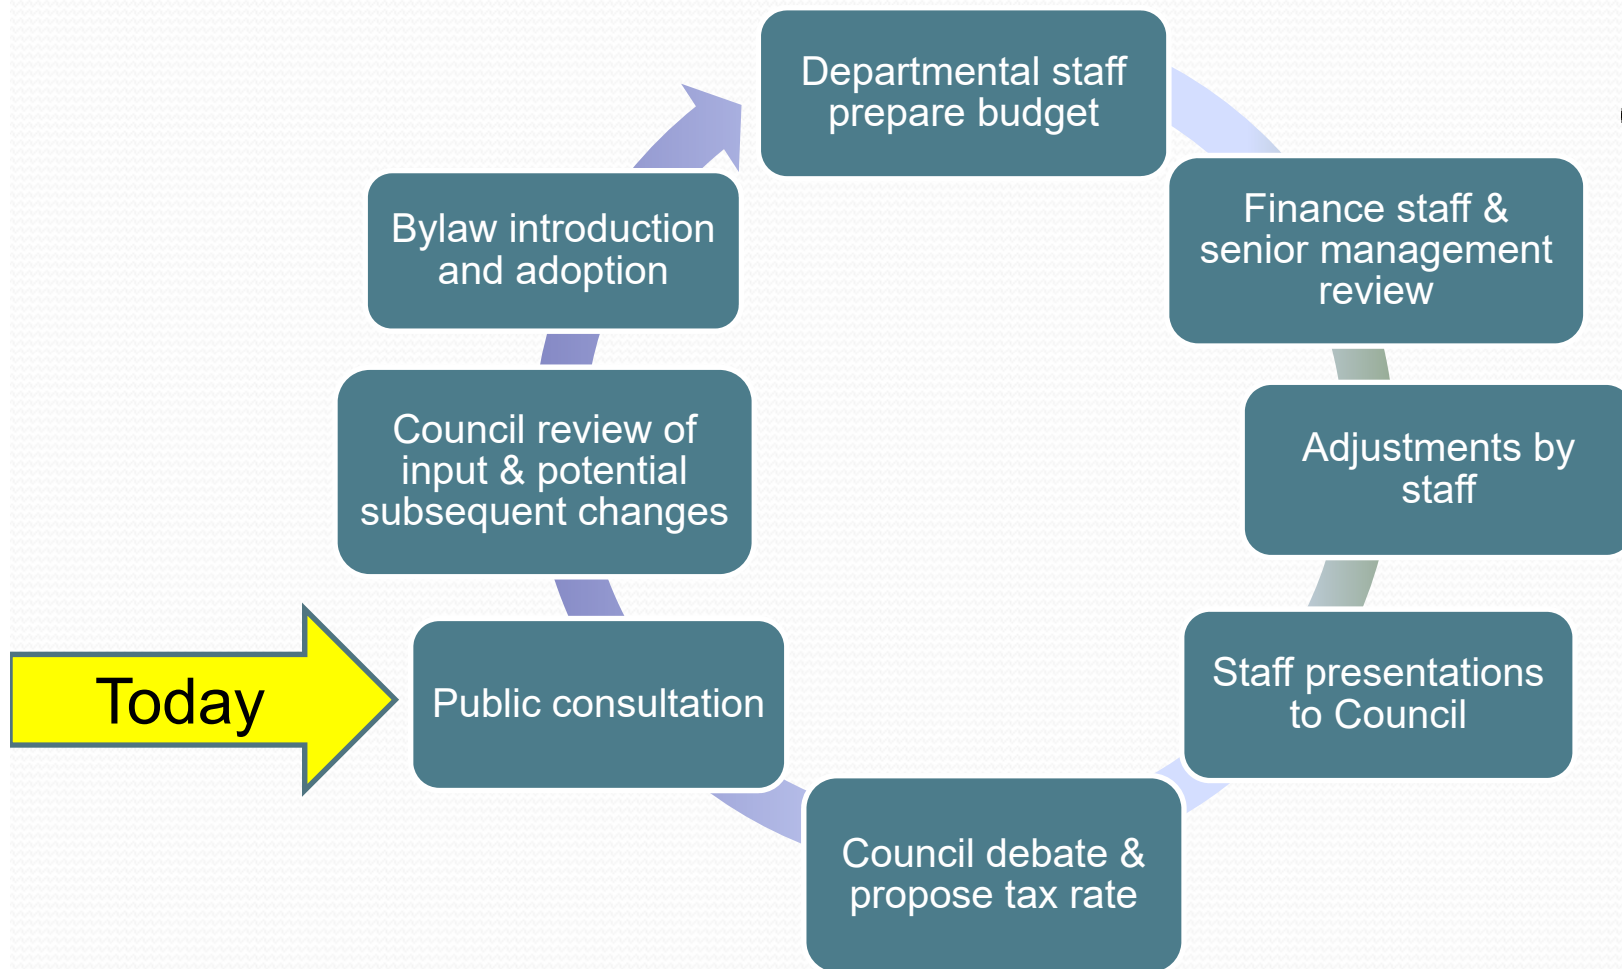 Departmental staff
prepare budget
Finance staff &
senior management
review
Adjustments by
staff
Staff presentations
to Council
Council debate &
propose tax rate
Public consultation
Today
Council review of
input & potential
subsequent changes
Bylaw introduction
and adoption